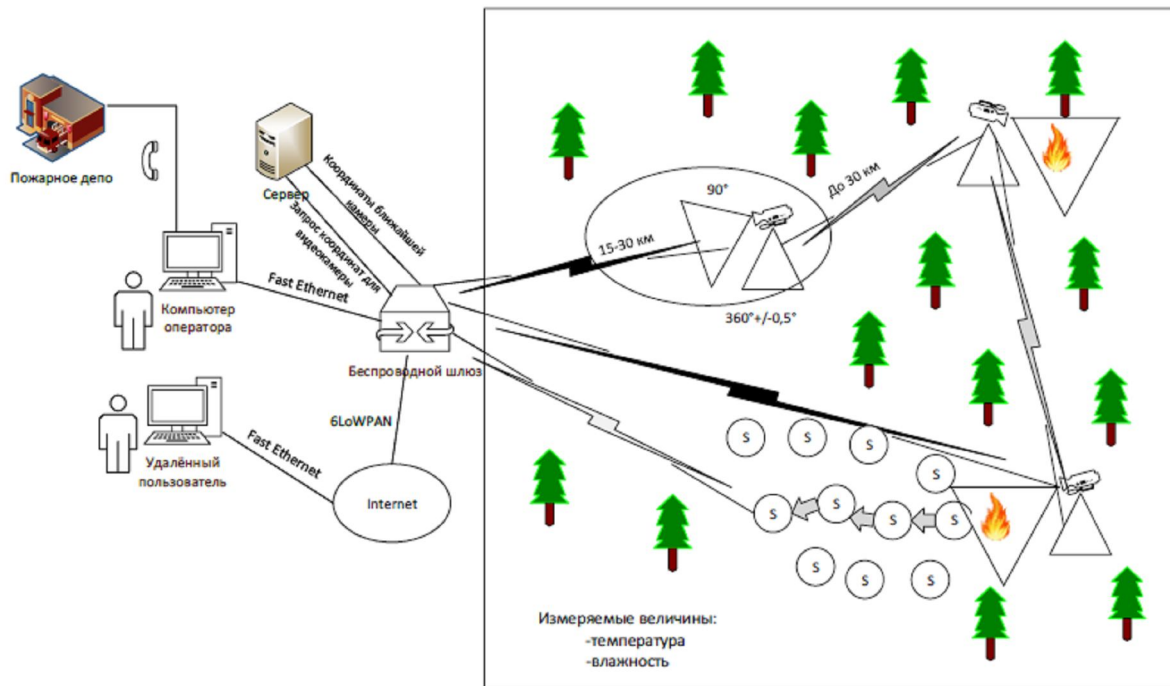 Пожарное депо
Сервер
Координаты ближайшей
камеры
Запрос координат для
видеокамеры
Fast Ethernet
Компьютер
оператора
Беспроводной шлюз
6LoWPAN
Fast Ethernet
Удалённый
пользователь
Internet
15-30 км
90°
360°+/-0,5°
До 30 км
S
S
S
S
S
S
S
S
S
S
S
Измеряемые величины:
-температура
-влажность